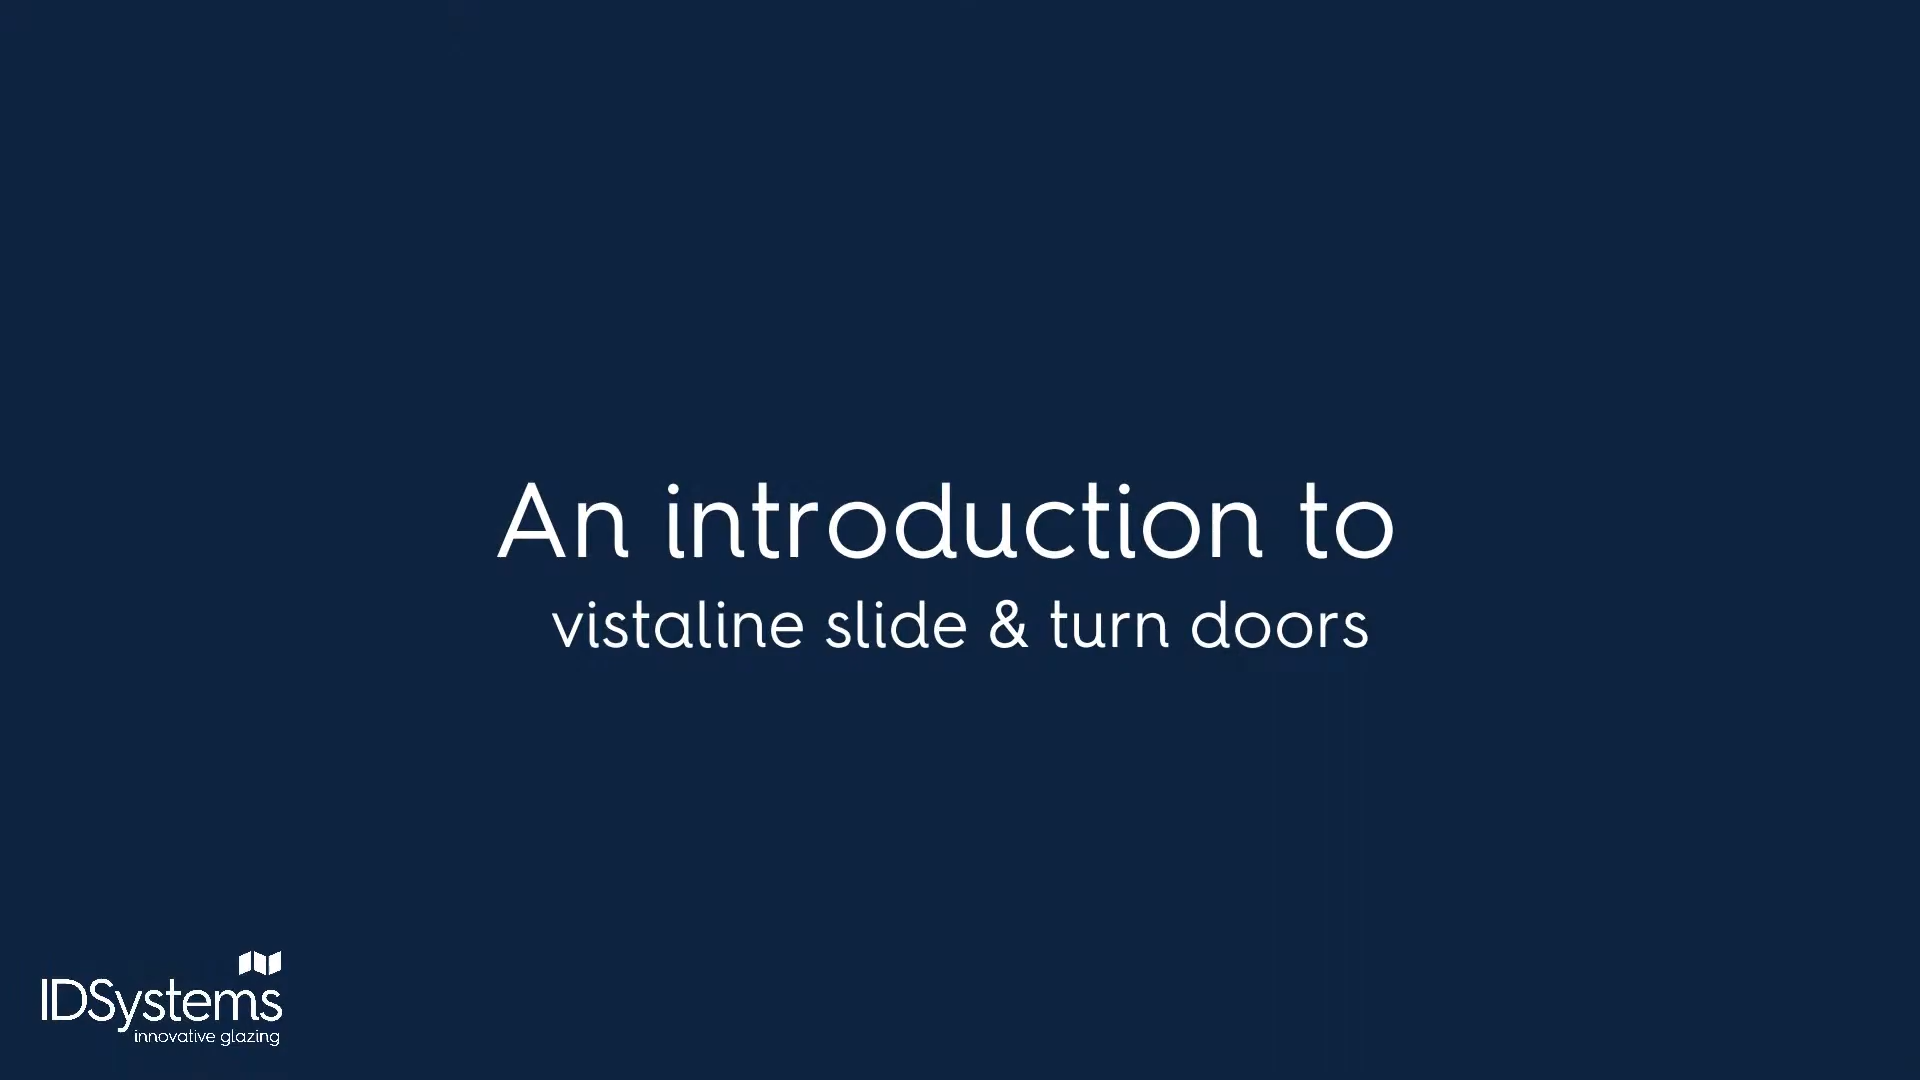 An introduction to
vistaline slide & turn doors
IDSystems
innovative glazing